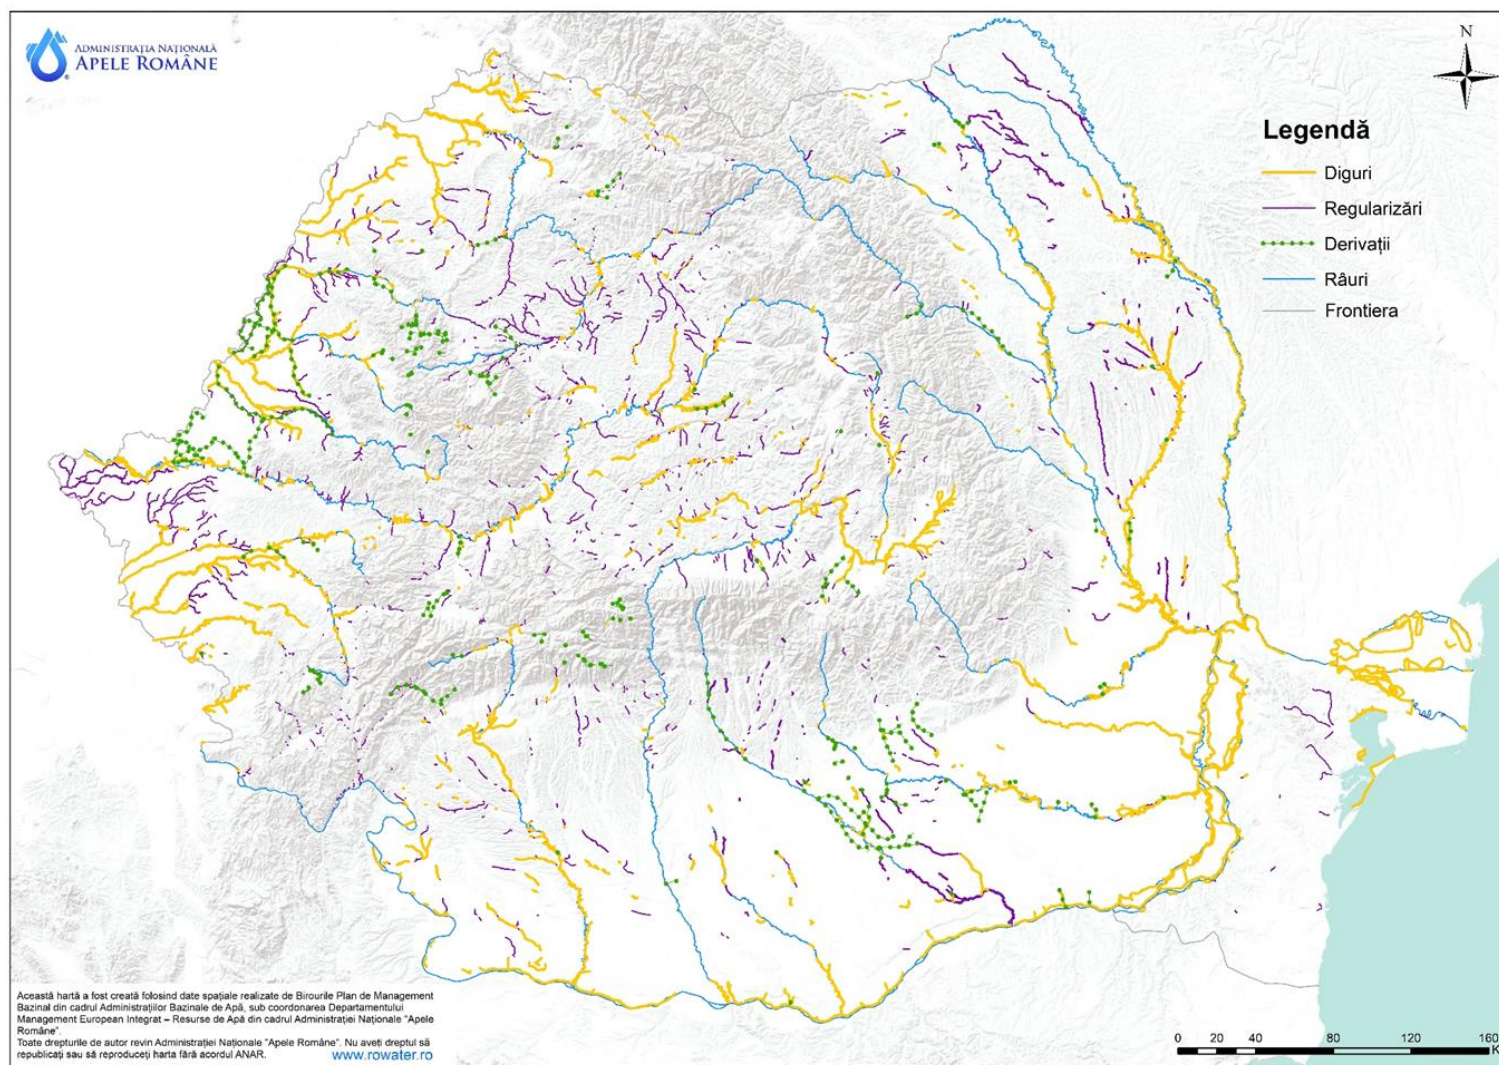 ADMINISTRAȚIA NAȚIONALĂ
APELE ROMÂNE
N
Legendă
Diguri
Regularizări
Derivații
Râuri
Frontiera
Această hartă a fost creată folosind date spațiale realizate de Birourile Plan de Management
Bazinal din cadrul Administrațiilor Bazinale de Apă, sub coordonarea Departamentului
Management European Integrat – Resurse de Apă din cadrul Administrației Naționale "Apele
Române".
Toate drepturile de autor revin Administrației Naționale "Apele Române". Nu aveți dreptul să
republicați sau să reproduceți harta fără acordul ANAR.
www.rowater.ro
0 20 40 80 120 160
K